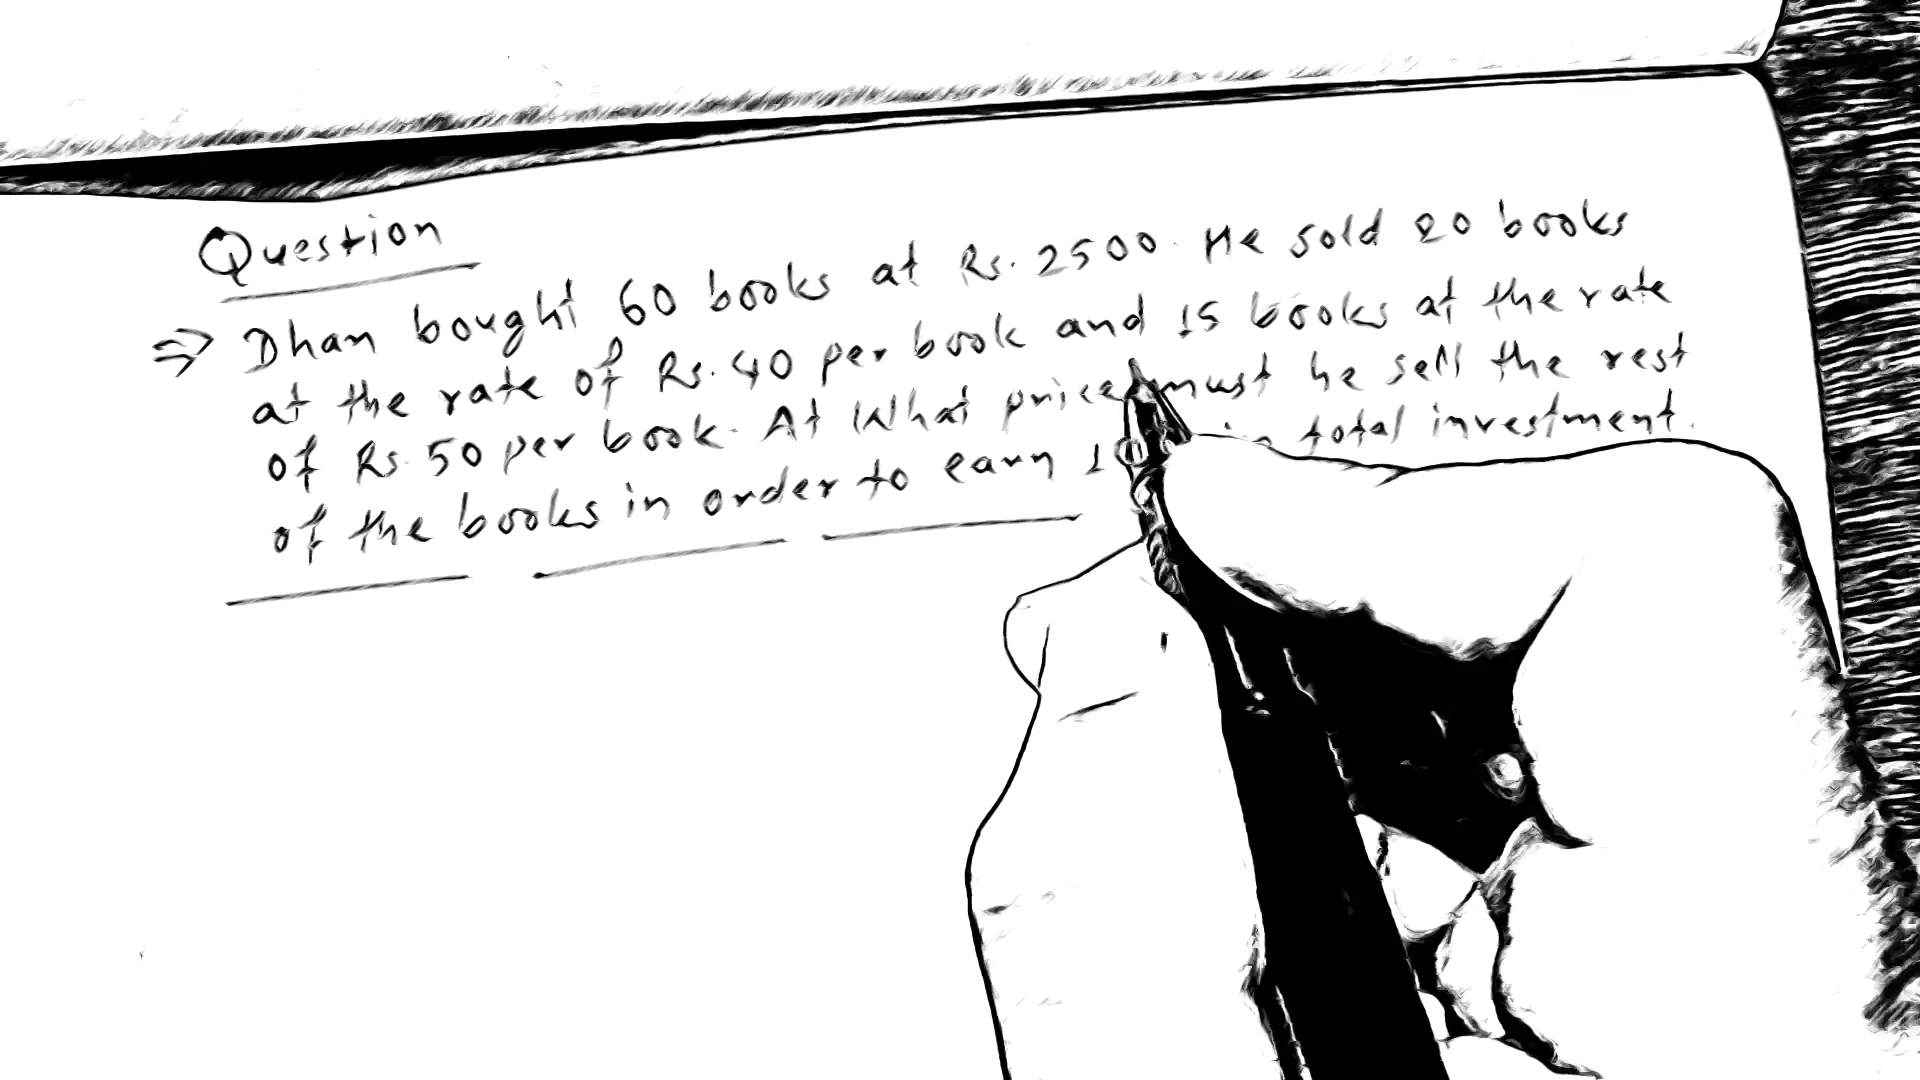 Question
⇒ Dhan bought 60 books at Rs. 2500. He sold 20 books
at the rate of Rs. 40 per book and 15 books at the rate
of Rs. 50 per book. At What price must he sell the rest
of the books in order to earn total investment.